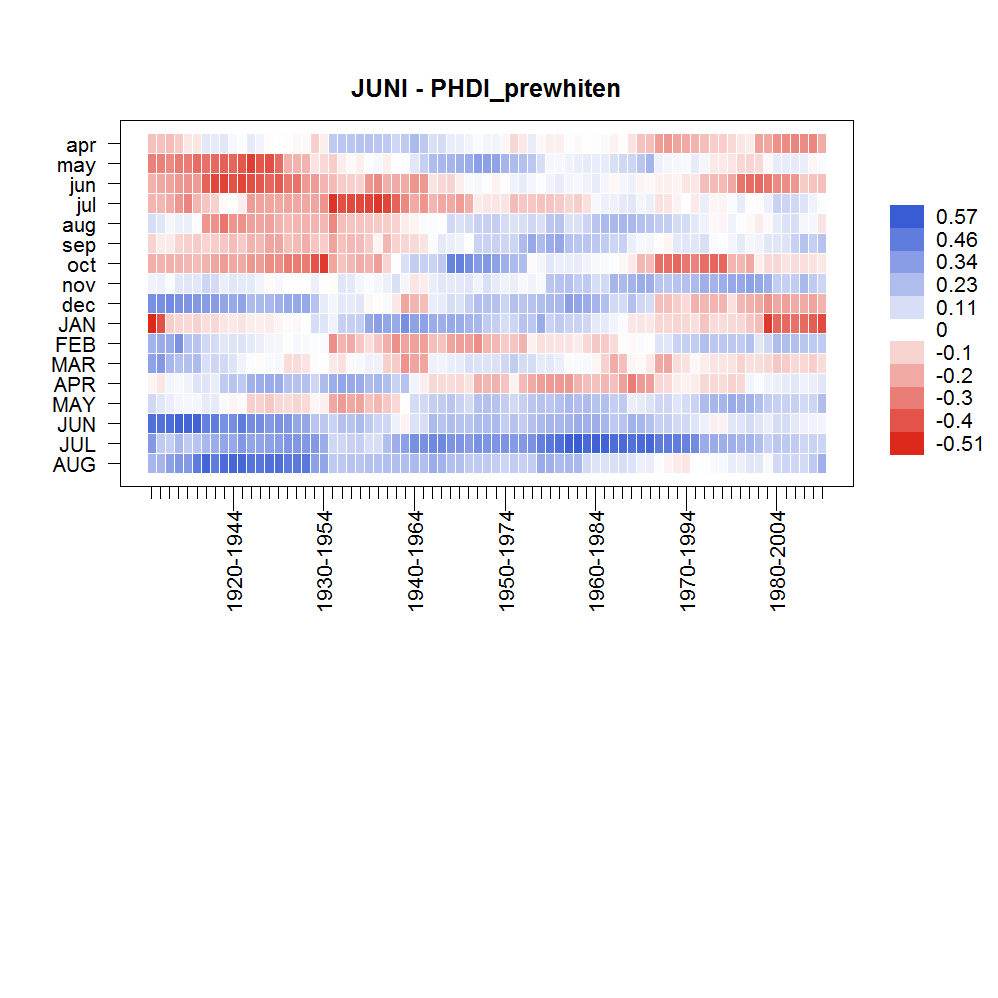 JUNI - PHDI_prewhiten
apr
may
jun
jul
aug
sep
oct
nov
dec
JAN
FEB
MAR
APR
MAY
JUN
JUL
AUG
0.57
0.46
0.34
0.23
0.11
0
-0.1
-0.2
-0.3
-0.4
-0.51
1920-1944
1930-1954
1940-1964
1950-1974
1960-1984
1970-1994
1980-2004